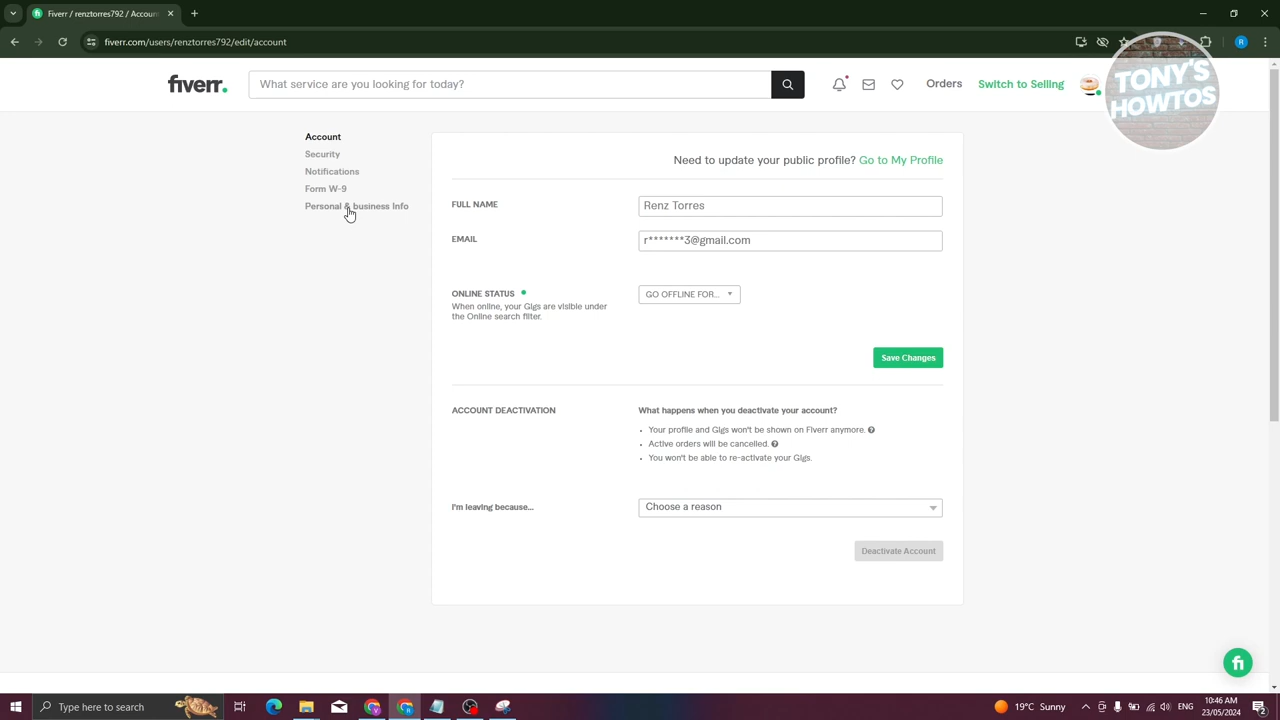 fiverr / renztorres792 / Accoun
fiverr.com/users/renztorres792/edit/account
R
fiverr.
What service are you looking for today?
Orders
Switch to Selling
TONY'S
HOWTOS
Account
Security
Notifications
Form W-9
Personal & business Info
Need to update your public profile? Go to My Profile
FULL NAME
Renz Torres
EMAIL
r*******3@gmail.com
ONLINE STATUS
When online, your Gigs are visible under
the Online search filter.
GO OFFLINE FOR...
Save Changes
ACCOUNT DEACTIVATION
What happens when you deactivate your account?
• Your profile and Gigs won't be shown on Fiverr anymore.
• Active orders will be cancelled.
• You won't be able to re-activate your Gigs.
I'm leaving because...
Choose a reason
Deactivate Account
fi
Type here to search
19°C Sunny
ENG
10:46 AM
23/05/2024